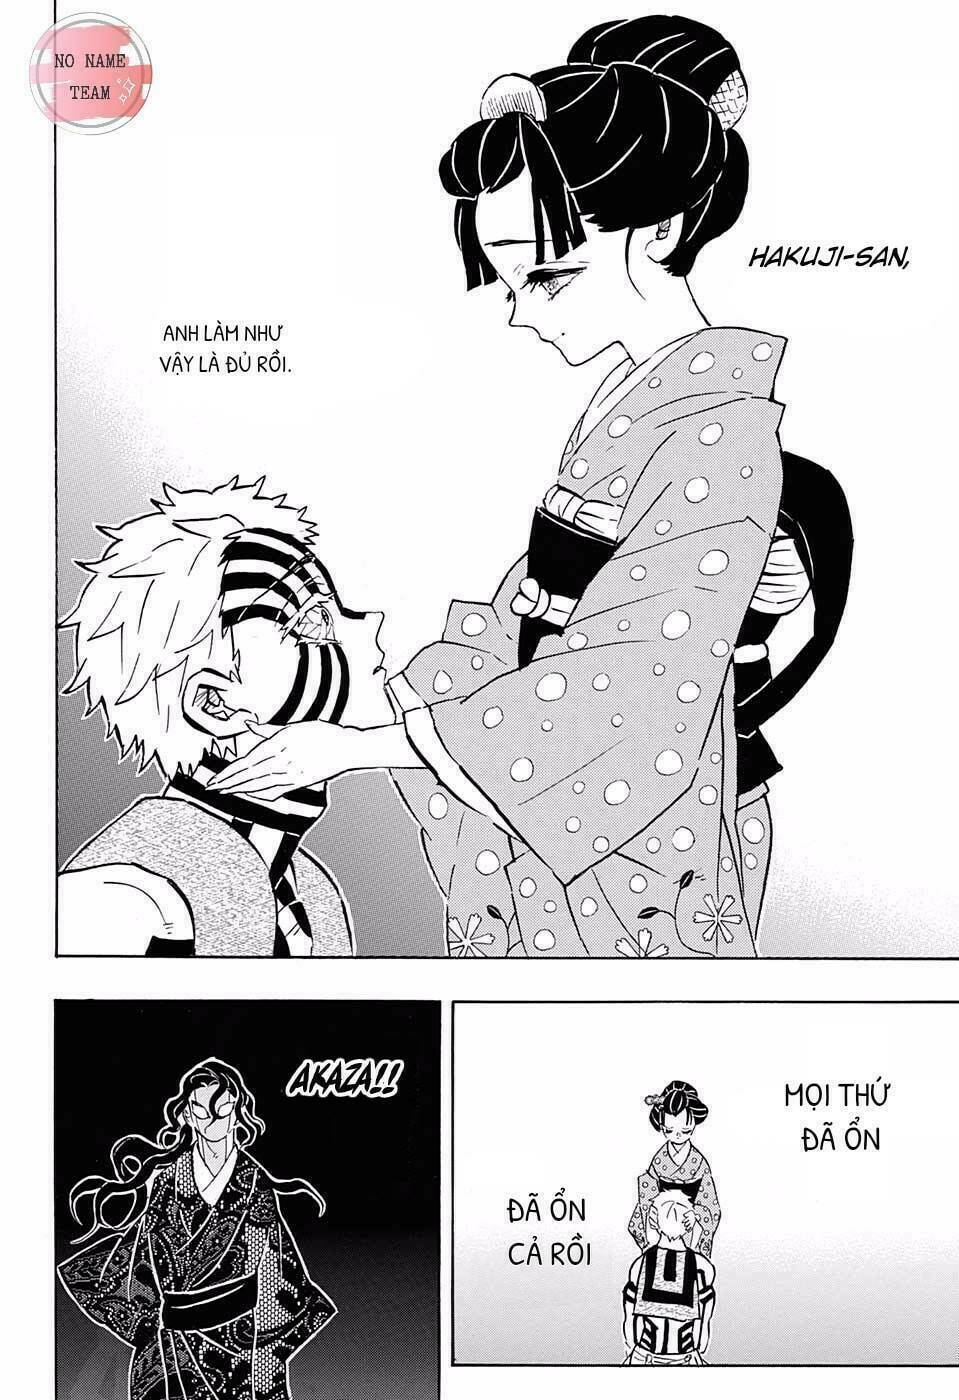 NO NAME
TEAM
HAKUJI-SAN,
ANH LÀM NHƯ
VẬY LÀ ĐỦ RỒI.
MỌI THỨ
ĐÃ ỔN
ĐÃ ỔN
CẢ RỒI
AKAZA!!